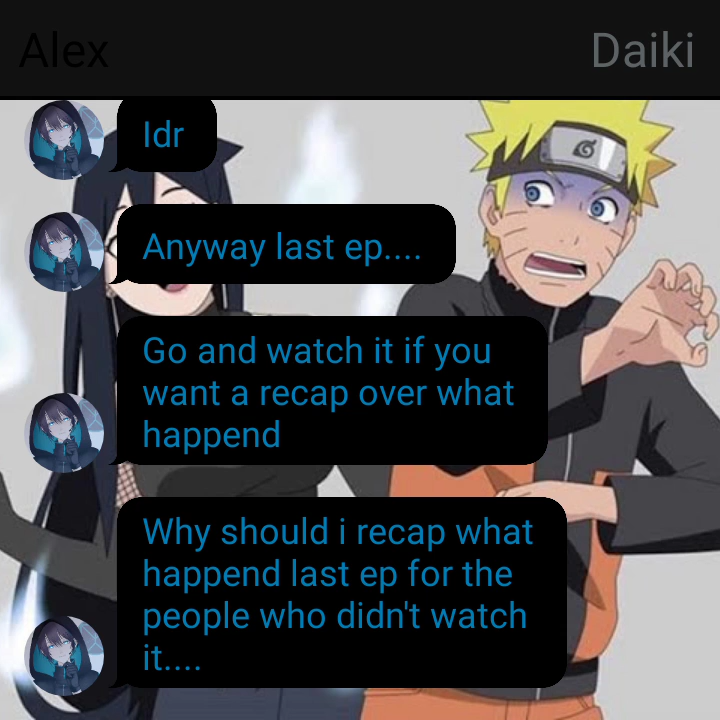 Alex
Daiki
Idr
Anyway last ep....
Go and watch it if you
want a recap over what
happend
Why should i recap what
happend last ep for the
people who didn't watch
it....